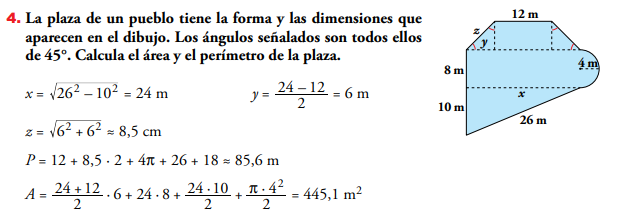 4. La plaza de un pueblo tiene la forma y las dimensiones que
aparecen en el dibujo. Los ángulos señalados son todos ellos
de 45°. Calcula el área y el perímetro de la plaza.
x = √(26² – 10²) = 24 m    y = (24 – 12)/2 = 6 m
z = √(6² + 6²) ≈ 8,5 cm
P = 12 + 8,5 · 2 + 4π + 26 + 18 ≈ 85,6 m
A = (24 + 12)/2 · 6 + 24 · 8 + (24 · 10)/2 + (π · 4²)/2 = 445,1 m²
12 m
z
y
4 m
8 m
x
10 m
26 m